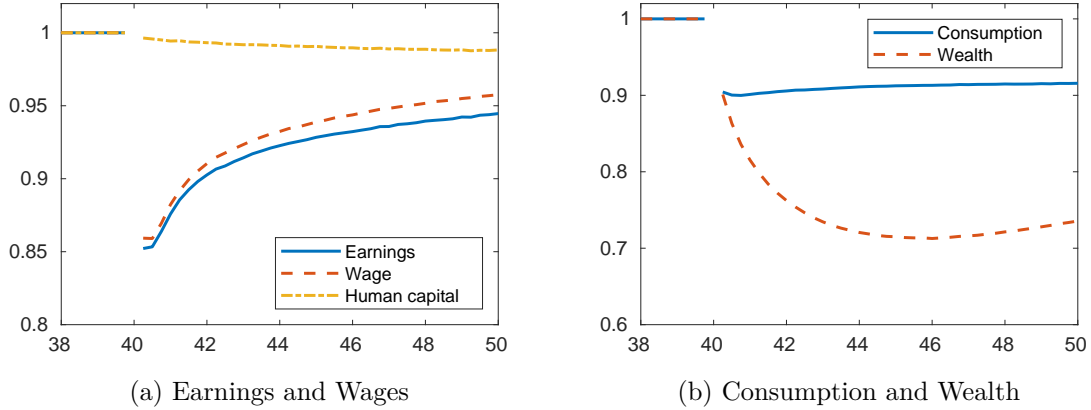 1
0.95
0.9
0.85
0.8
38 40 42 44 46 48 50
Earnings
Wage
Human capital
(a) Earnings and Wages
1
0.9
0.8
0.7
0.6
38 40 42 44 46 48 50
Consumption
Wealth
(b) Consumption and Wealth